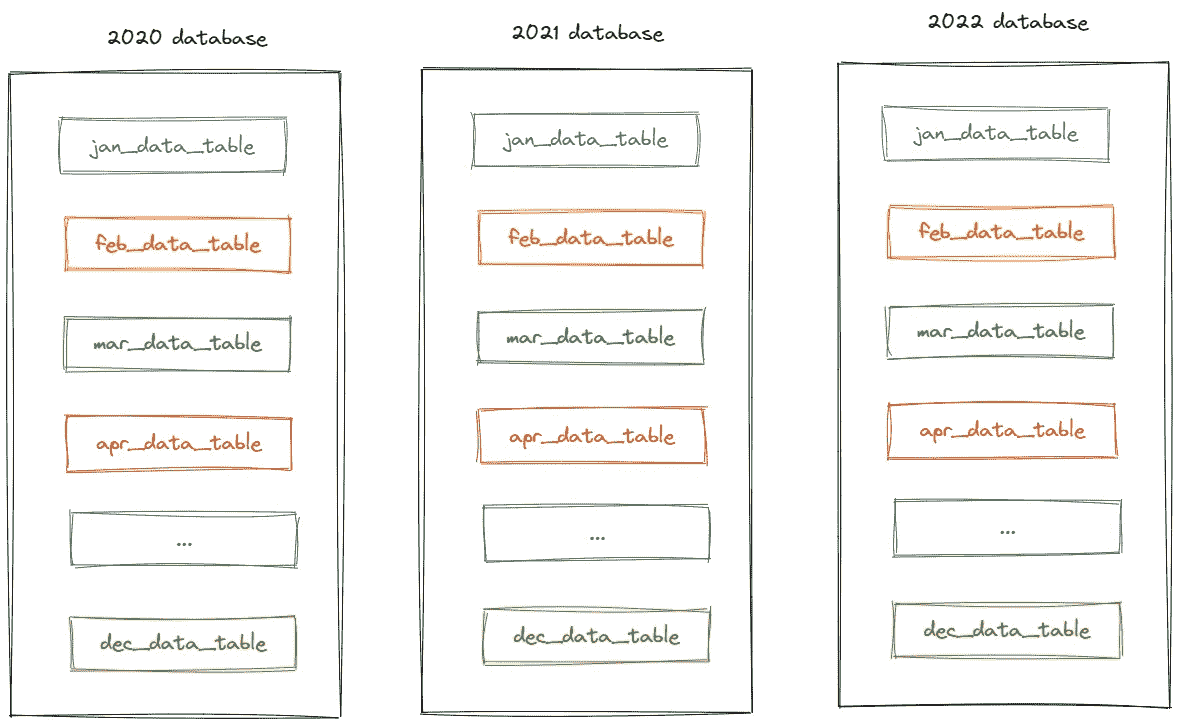 2020 database
jan_data_table
feb_data_table
mar_data_table
apr_data_table
...
dec_data_table
2021 database
jan_data_table
feb_data_table
mar_data_table
apr_data_table
...
dec_data_table
2022 database
jan_data_table
feb_data_table
mar_data_table
apr_data_table
...
dec_data_table